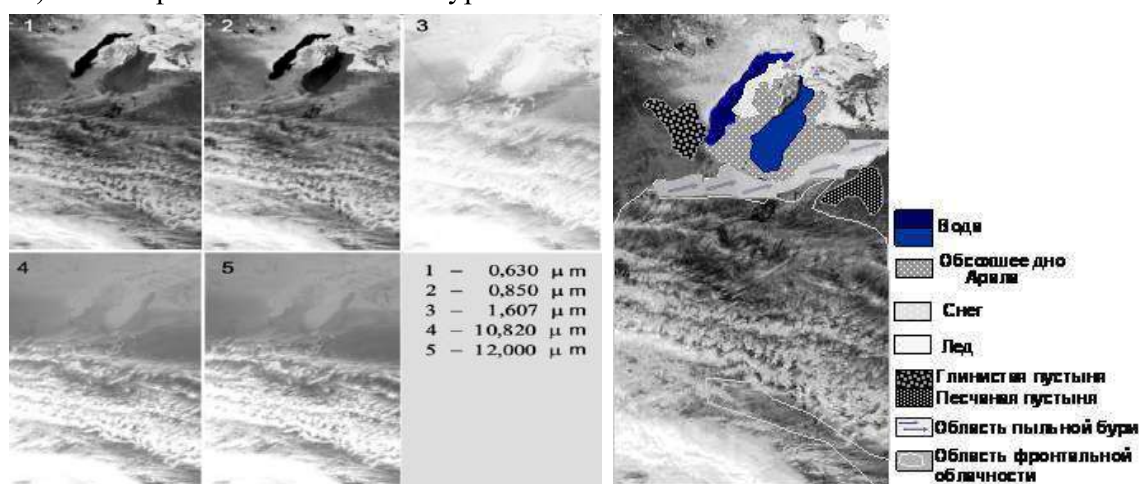 1
2
3
4
5
1 – 0,630 μm
2 – 0,850 μm
3 – 1,607 μm
4 – 10,820 μm
5 – 12,000 μm
Вода
Обсохшее дно
Арала
Снег
Лед
Глинистая пустыня
Песчаная пустыня
Область пыльной бури
Область фронтальной
облачности